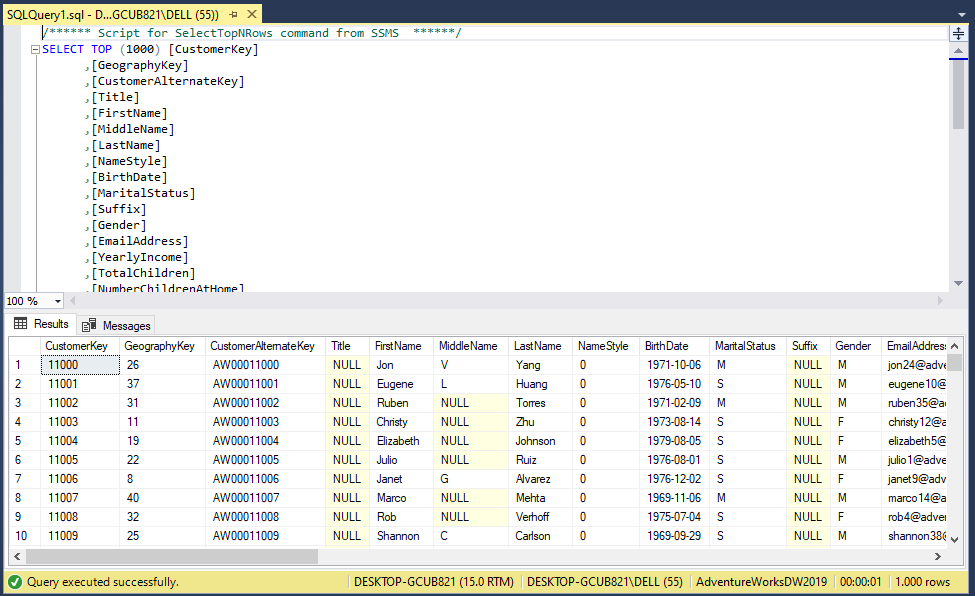 SQLQuery1.sql - D...GCUB821\DELL (55))
/****** Script for SelectTopNRows command from SSMS  ******/
SELECT TOP (1000) [CustomerKey]
,[GeographyKey]
,[CustomerAlternateKey]
,[Title]
,[FirstName]
,[MiddleName]
,[LastName]
,[NameStyle]
,[BirthDate]
,[MaritalStatus]
,[Suffix]
,[Gender]
,[EmailAddress]
,[YearlyIncome]
,[TotalChildren]
,[NumberChildrenAtHome]
100 %
Results Messages
CustomerKey GeographyKey CustomerAlternateKey Title FirstName MiddleName LastName NameStyle BirthDate MaritalStatus Suffix Gender EmailAddress
1 11000 26 AW00011000 NULL Jon V Yang 0 1971-10-06 M NULL M jon24@adve
2 11001 37 AW00011001 NULL Eugene L Huang 0 1976-05-10 S NULL M eugene10@
3 11002 31 AW00011002 NULL Ruben NULL Torres 0 1971-02-09 M NULL M ruben35@a
4 11003 11 AW00011003 NULL Christy NULL Zhu 0 1973-08-14 S NULL F christy12@a
5 11004 19 AW00011004 NULL Elizabeth NULL Johnson 0 1979-08-05 S NULL F elizabeth5@
6 11005 22 AW00011005 NULL Julio NULL Ruiz 0 1976-08-01 S NULL M julio1@adve
7 11006 8 AW00011006 NULL Janet G Alvarez 0 1976-12-02 S NULL F janet9@adve
8 11007 40 AW00011007 NULL Marco NULL Mehta 0 1969-11-06 M NULL M marco14@a
9 11008 32 AW00011008 NULL Rob NULL Verhoff 0 1975-07-04 S NULL F rob4@adver
10 11009 25 AW00011009 NULL Shannon C Carlson 0 1969-09-29 S NULL M shannon38@
Query executed successfully. DESKTOP-GCUB821 (15.0 RTM) DESKTOP-GCUB821\DELL (55) AdventureWorksDW2019 00:00:01 1.000 rows